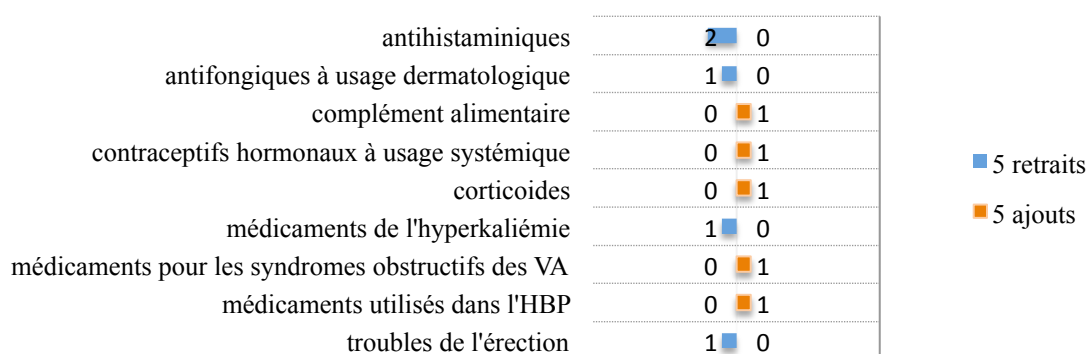 antihistaminiques 2 0
antifongiques à usage dermatologique 1 0
complément alimentaire 0 1
contraceptifs hormonaux à usage systémique 0 1
corticoides 0 1
médicaments de l'hyperkaliémie 1 0
médicaments pour les syndromes obstructifs des VA 0 1
médicaments utilisés dans l'HBP 0 1
troubles de l'érection 1 0
5 retraits
5 ajouts